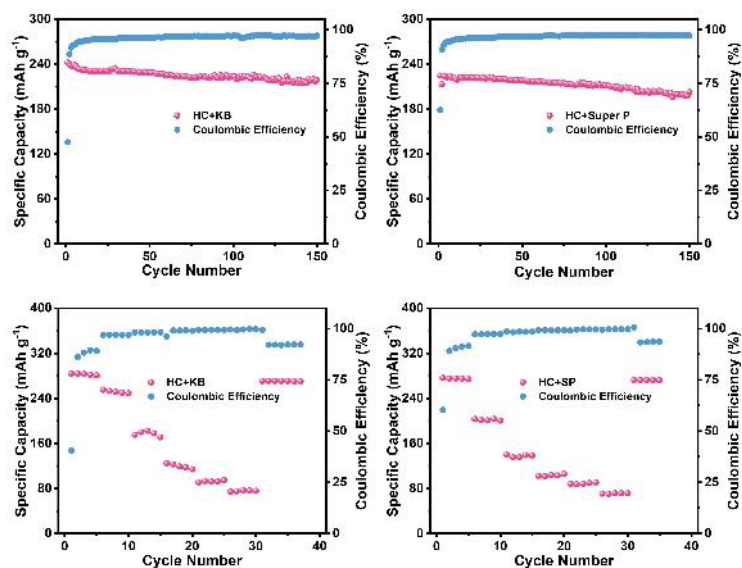 300
240
180
120
60
0
Specific Capacity (mAh g⁻¹)
HC+KB
Coulombic Efficiency
100
75
50
25
0
Coulombic Efficiency (%)
0 50 100 150
Cycle Number
300
240
180
120
60
0
Specific Capacity (mAh g⁻¹)
HC+Super P
Coulombic Efficiency
100
75
50
25
0
Coulombic Efficiency (%)
0 50 100 150
Cycle Number
400
320
240
160
80
0
Specific Capacity (mAh g⁻¹)
HC+KB
Coulombic Efficiency
100
75
50
25
0
Coulombic Efficiency (%)
0 10 20 30 40
Cycle Number
400
320
240
160
80
0
Specific Capacity (mAh g⁻¹)
HC+SP
Coulombic Efficiency
100
75
50
25
0
Coulombic Efficiency (%)
0 10 20 30 40
Cycle Number